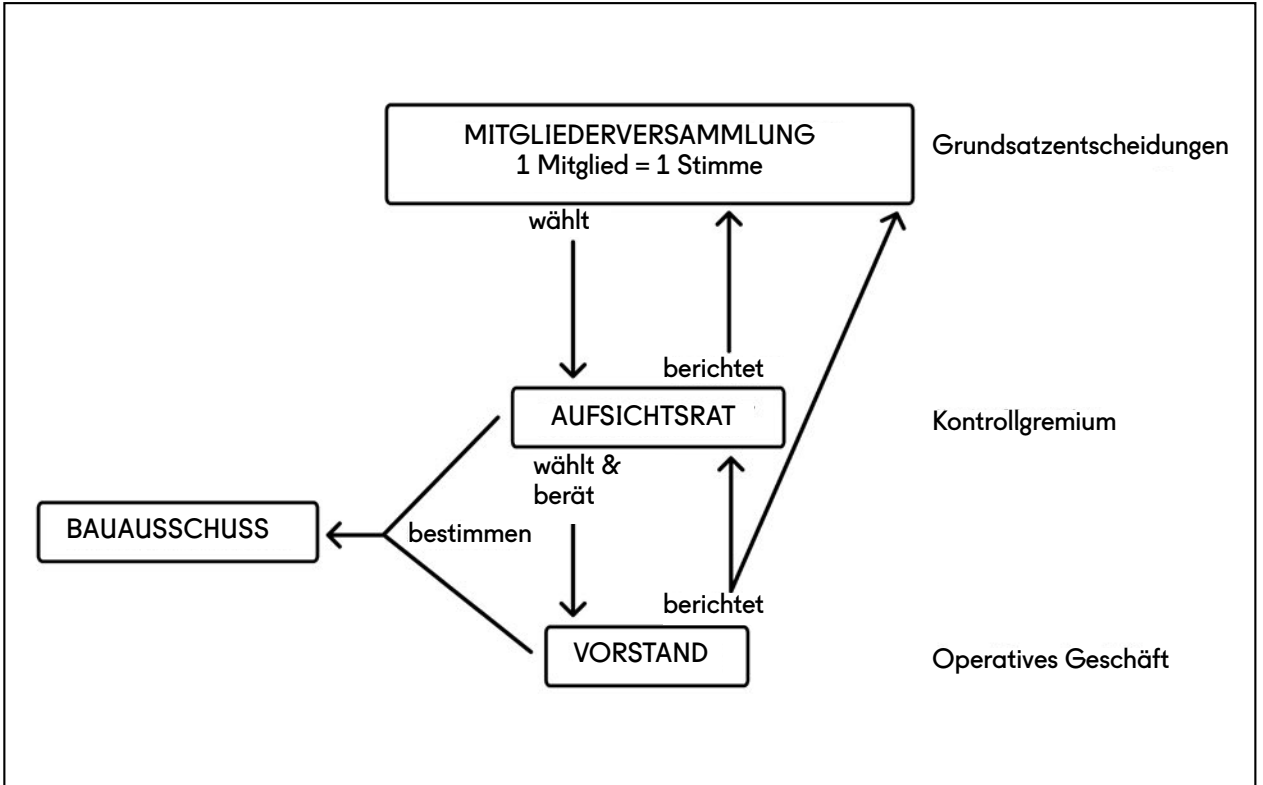 MITGLIEDERVERSAMMLUNG
1 Mitglied = 1 Stimme
Grundsatzentscheidungen
wählt
berichtet
AUFSICHTSRAT
Kontrollgremium
wählt &
berät
BAUAUSSCHUSS
bestimmen
berichtet
VORSTAND
Operatives Geschäft